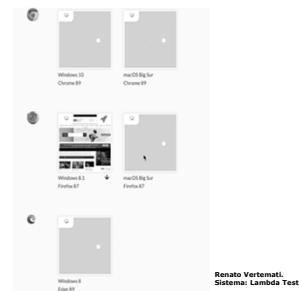 Windows 10
Chrome 89
macOS Big Sur
Chrome 89
Windows 8.1
Firefox 87
macOS Big Sur
Firefox 87
Windows 8
Edge 89
Renato Vertemati.
Sistema: Lambda Test